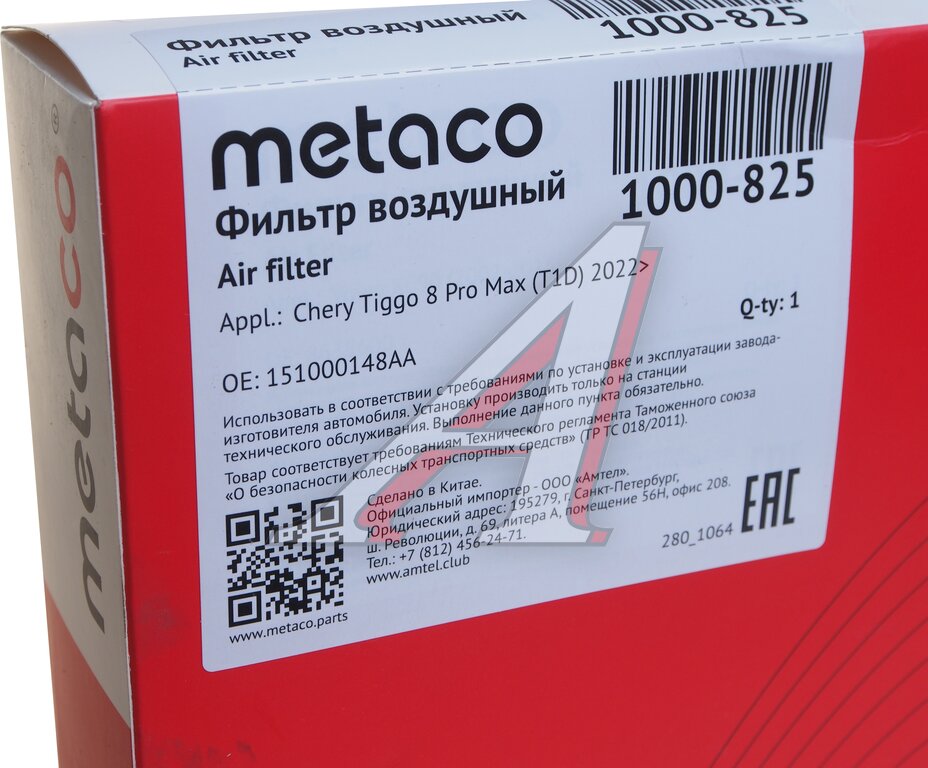 Фильтр воздушный
Air filter
1000-825
metaco®
metaco
1000-825
Фильтр воздушный
Air filter
Appl.: Chery Tiggo 8 Pro Max (T1D) 2022>
Q-ty: 1
OE: 151000148AA
Использовать в соответствии с требованиями по установке и эксплуатации завода-
изготовителя автомобиля. Установку производить только на станции
технического обслуживания. Выполнение данного пункта обязательно.
Товар соответствует требованиям Технического регламента Таможенного союза
«О безопасности колесных транспортных средств» (ТР ТС 018/2011).
Сделано в Китае.
Официальный импортер - ООО «Амтел».
Юридический адрес: 195279, г. Санкт-Петербург,
ш. Революции, д. 69, литера А, помещение 56Н, офис 208.
Тел.: +7 (812) 456-24-71.
www.amtel.club
280_1064
EAC
www.metaco.parts